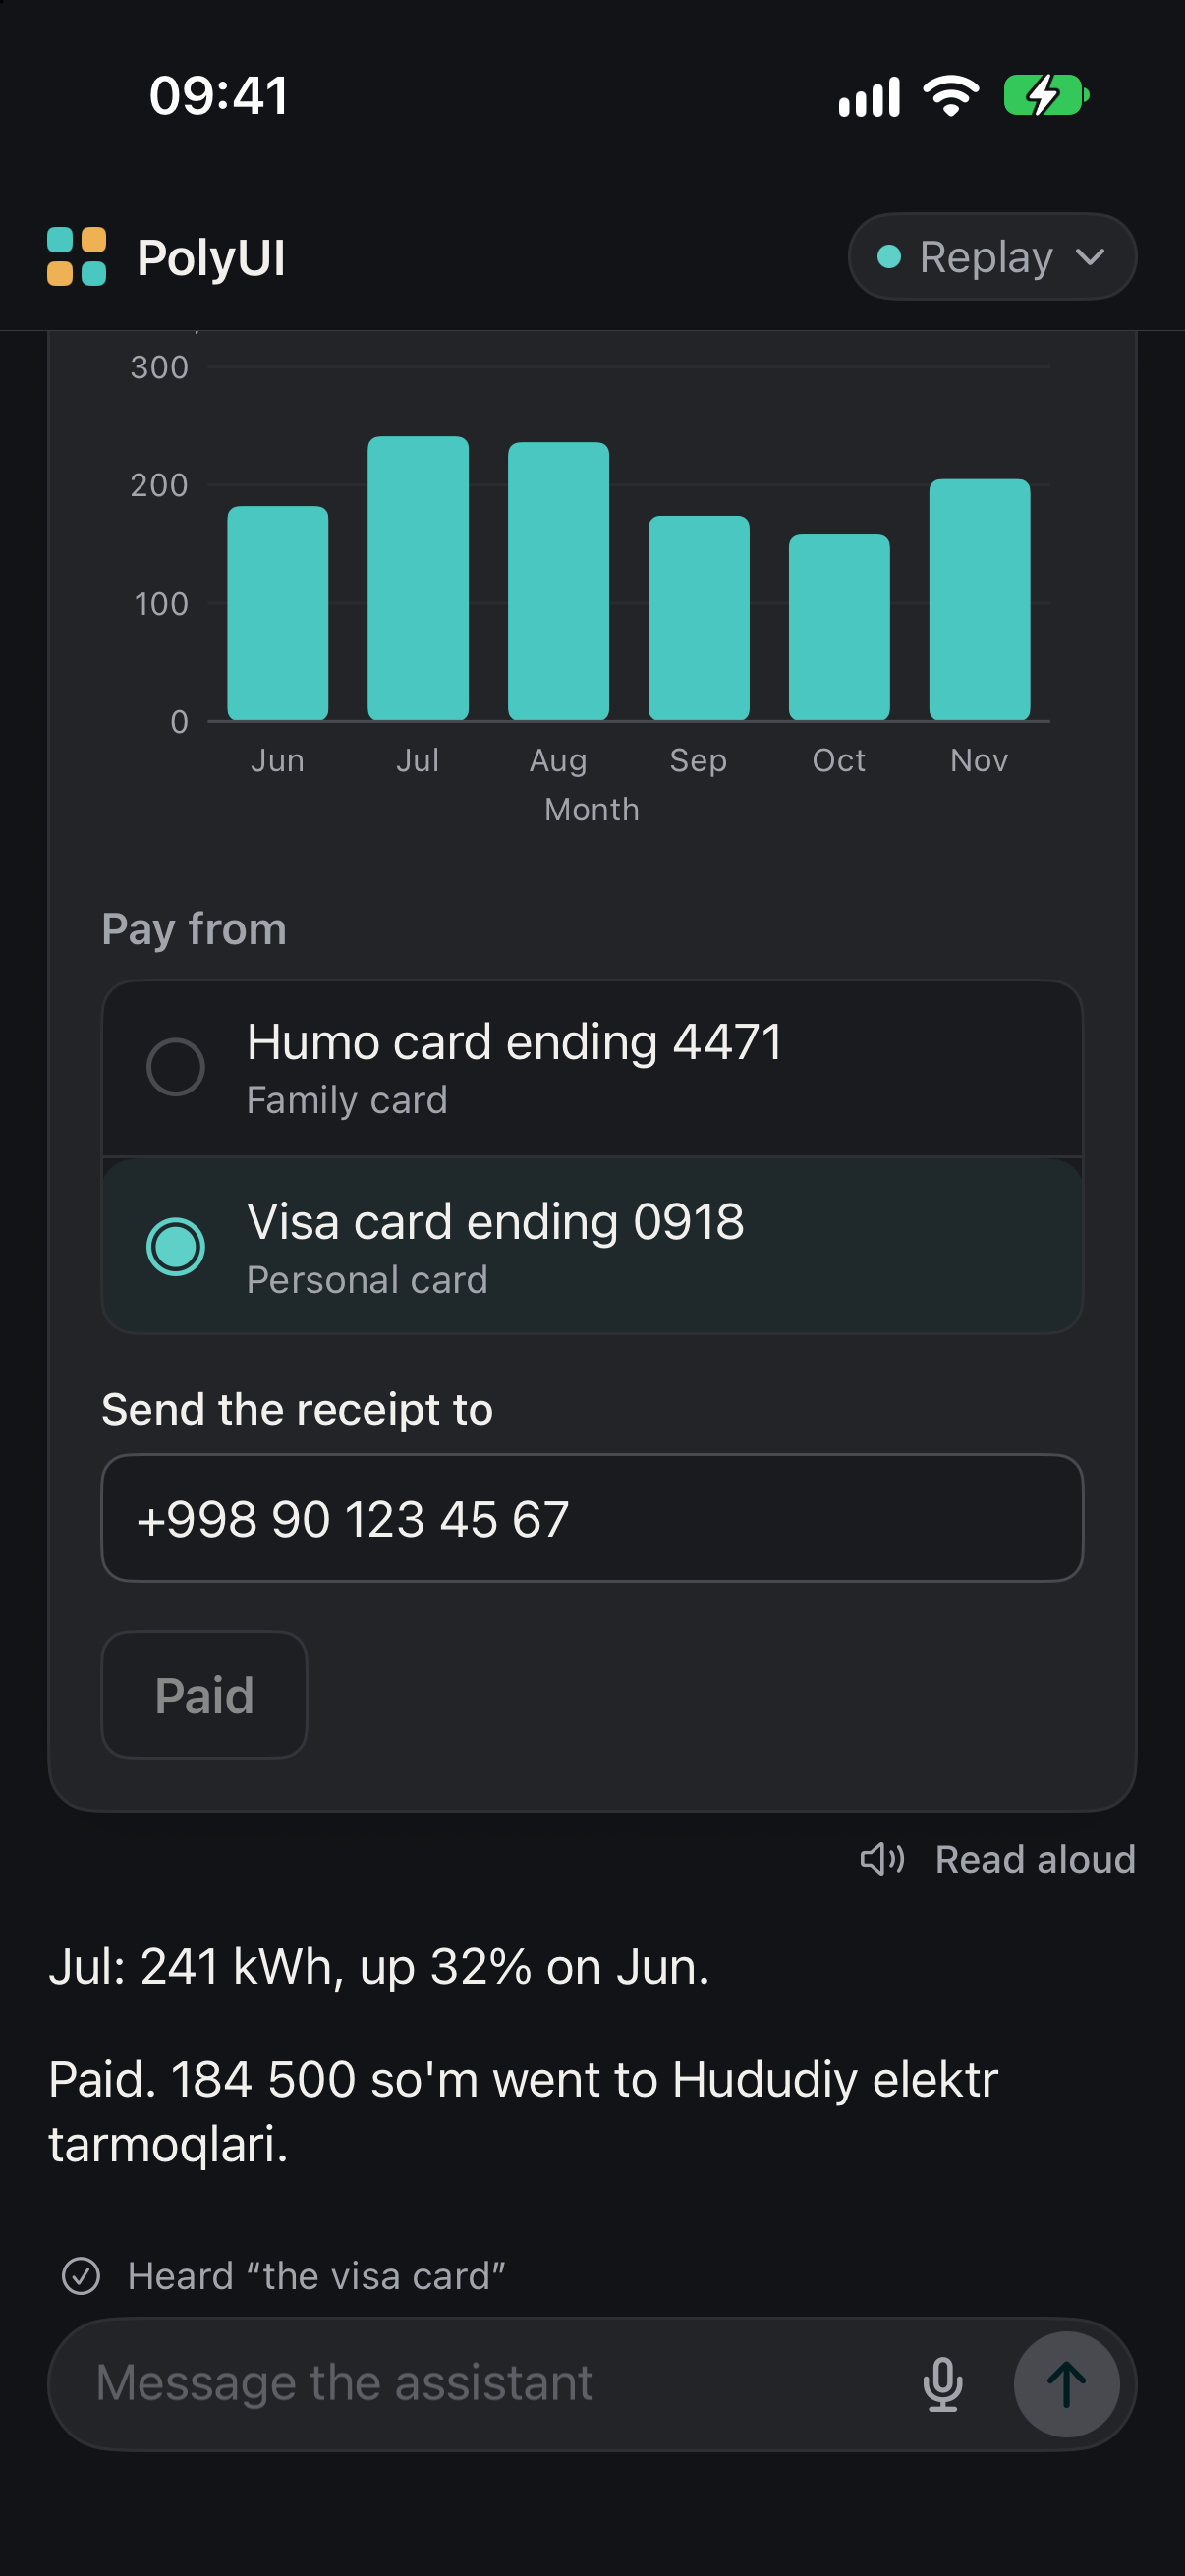 09:41
PolyUI
Replay
300
200
100
0
Jun Jul Aug Sep Oct Nov
Month
Pay from
Humo card ending 4471
Family card
Visa card ending 0918
Personal card
Send the receipt to
+998 90 123 45 67
Paid
Read aloud
Jul: 241 kWh, up 32% on Jun.
Paid. 184 500 so'm went to Hududiy elektr
tarmoqlari.
Heard “the visa card”
Message the assistant